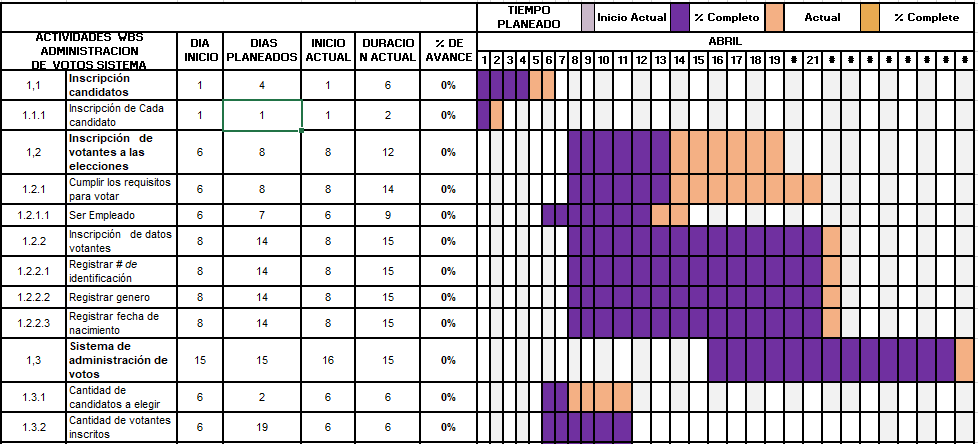 TIEMPO
PLANEADO
Inicio Actual
% Completo
Actual
% Complete
ACTIVIDADES WBS
ADMINISTRACION
DE VOTOS SISTEMA
DIA
INICIO
DIAS
PLANEADOS
INICIO
ACTUAL
DURACIO
N ACTUAL
% DE
AVANCE
ABRIL
1 2 3 4 5 6 7 8 9 10 11 12 13 14 15 16 17 18 19 # 21 # # # # # # # # #
1,1 Inscripción
candidatos
1 4 1 6 0%
1.1.1 Inscripción de Cada
candidato
1 1 1 2 0%
1,2 Inscripción de
votantes a las
elecciones
6 8 8 12 0%
1.2.1 Cumplir los requisitos
para votar
6 8 8 14 0%
1.2.1.1 Ser Empleado 6 7 6 9 0%
1.2.2 Inscripción de datos
votantes
8 14 8 15 0%
1.2.2.1 Registrar # de
identificación
8 14 8 15 0%
1.2.2.2 Registrar genero 8 14 8 15 0%
1.2.2.3 Registrar fecha de
nacimiento
8 14 8 15 0%
1,3 Sistema de
administración de
votos
15 15 16 15 0%
1.3.1 Cantidad de
candidatos a elegir
6 2 6 6 0%
1.3.2 Cantidad de votantes
inscritos
6 19 6 6 0%